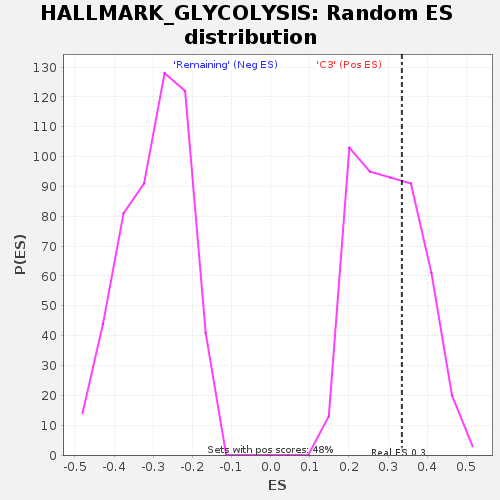 HALLMARK_GLYCOLYSIS: Random ES
distribution
'Remaining' (Neg ES)
'C3' (Pos ES)
130
120
110
100
90
80
70
60
50
40
30
20
10
0
P(ES)
Sets with pos scores: 48%
Real ES 0.3
-0.5 -0.4 -0.3 -0.2 -0.1 0.0 0.1 0.2 0.3 0.4 0.5
ES